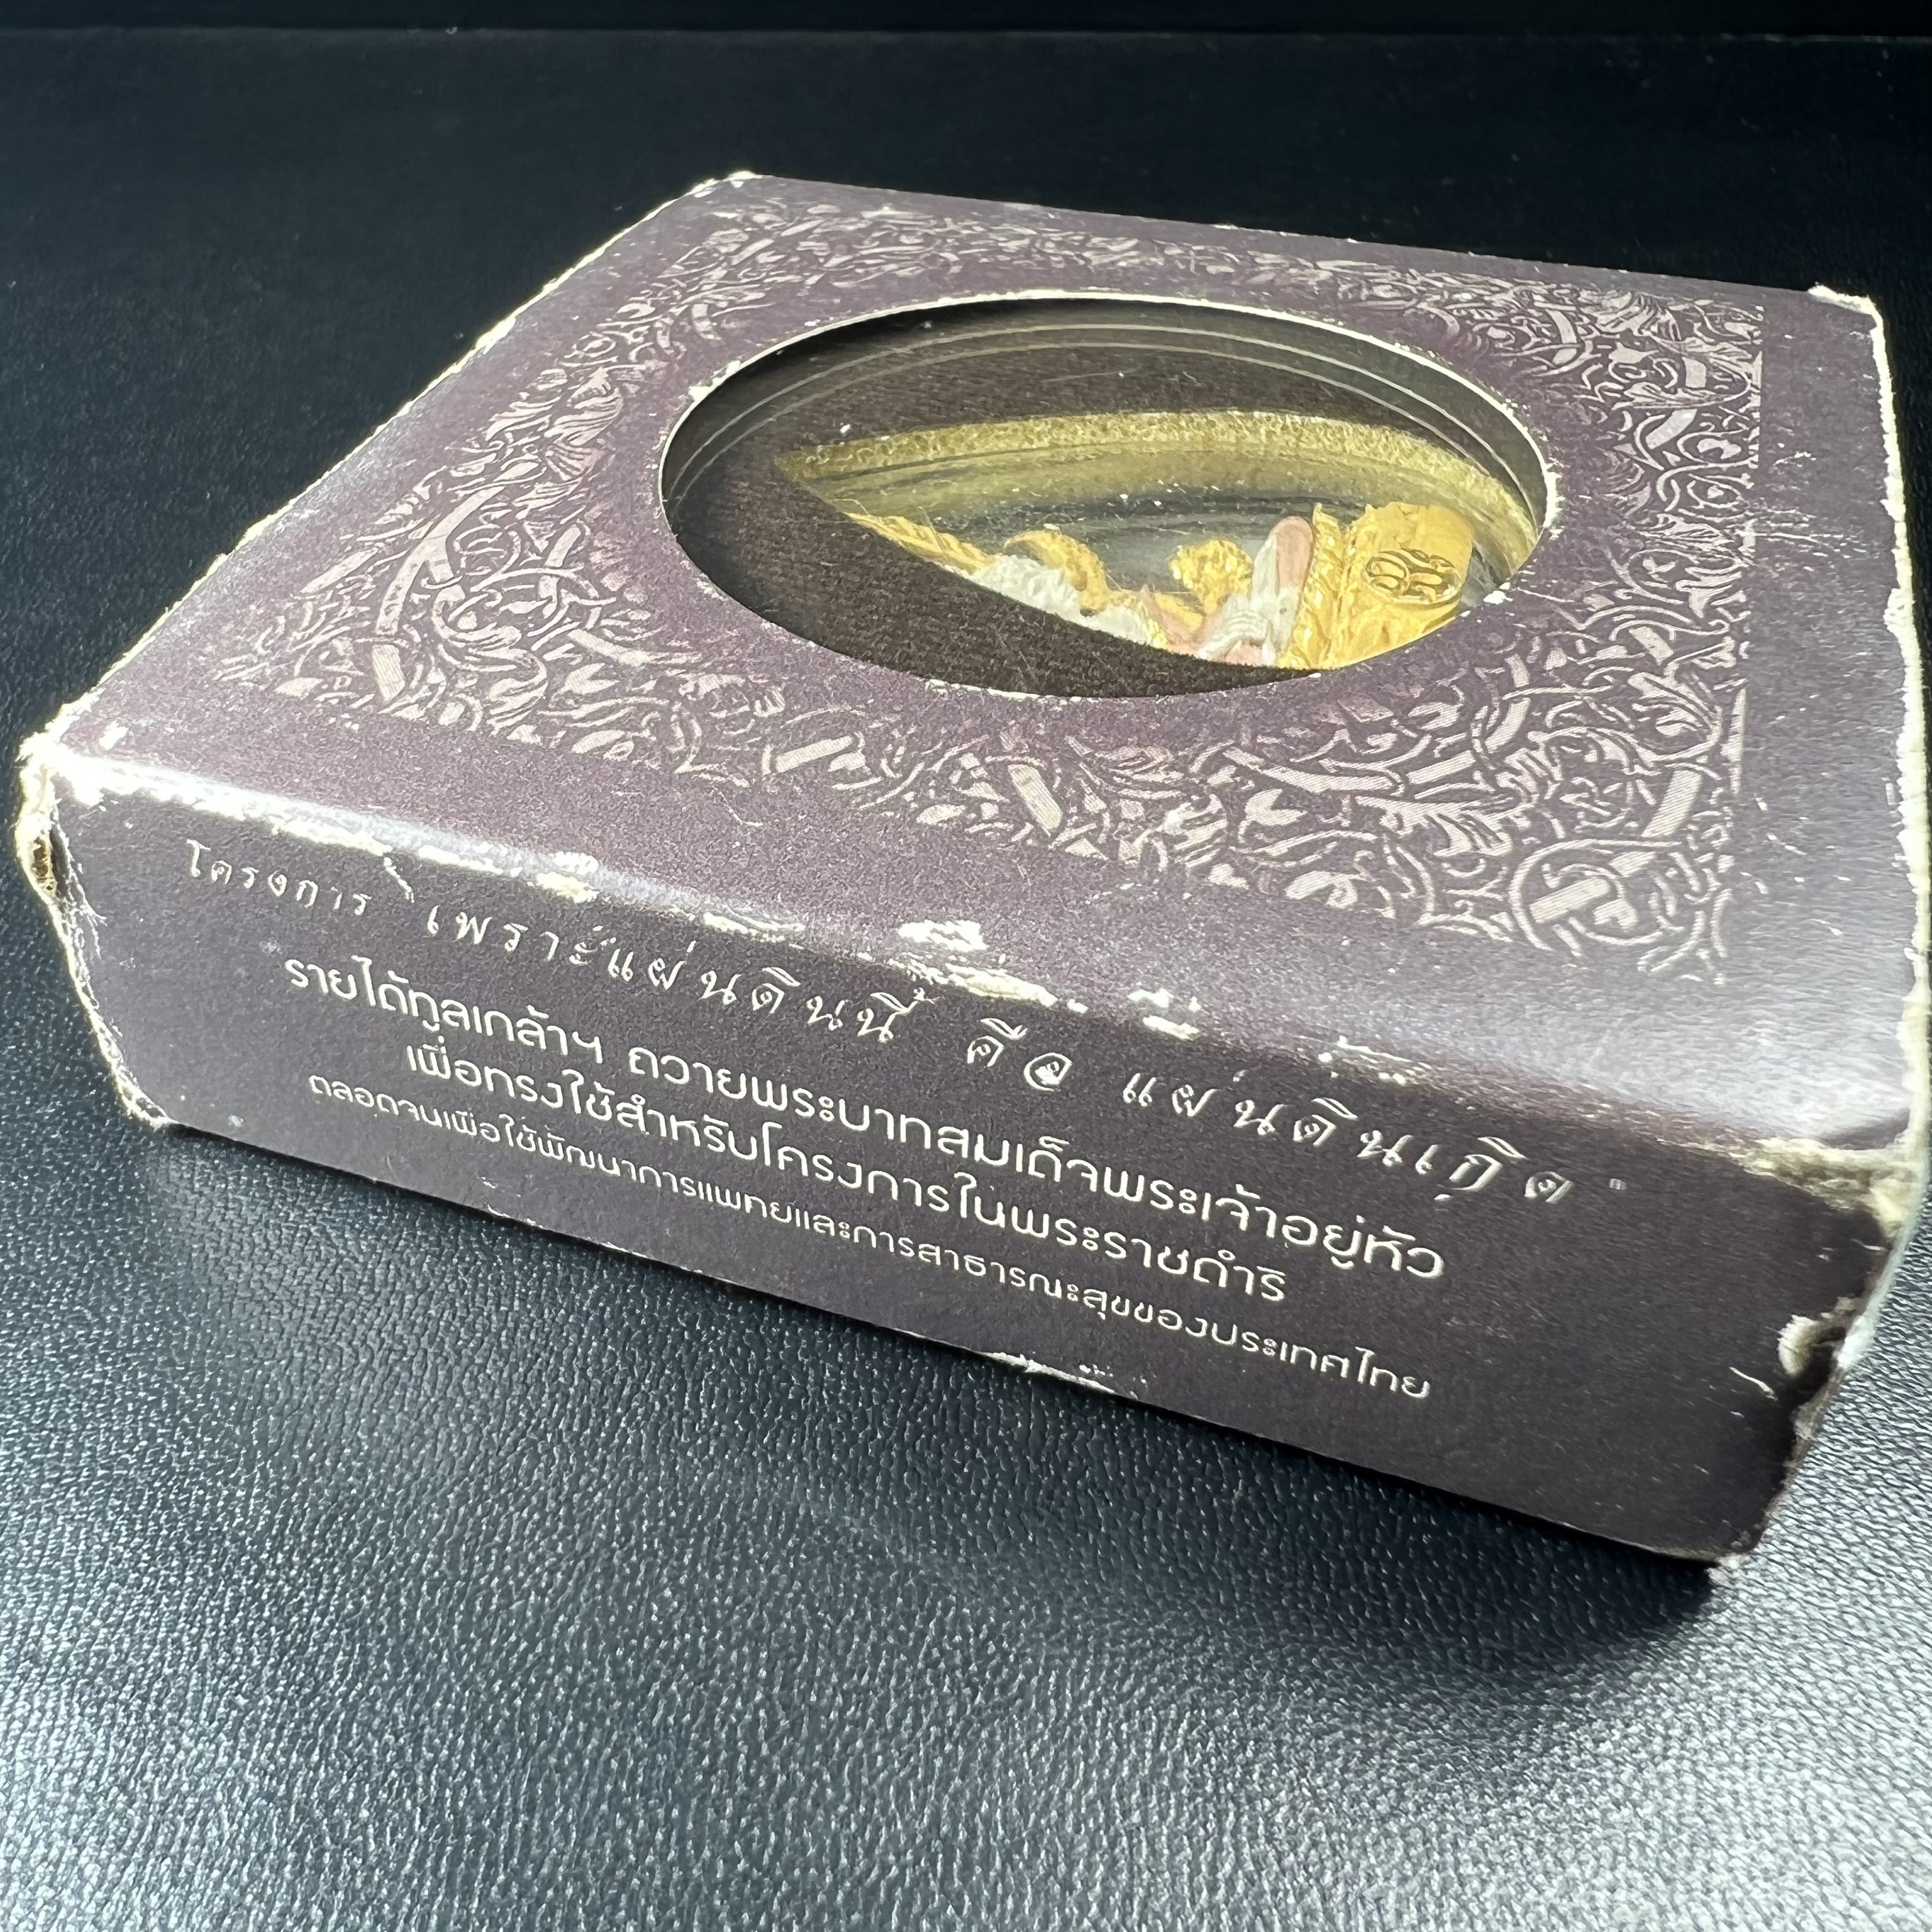 โครงการ "เพราะแผ่นดินนี้ คือ แผ่นดินเกิด"
รายได้ทูลเกล้าฯ ถวายพระบาทสมเด็จพระเจ้าอยู่หัว
เพื่อทรงใช้สำหรับโครงการในพระราชดำริ
ตลอดจนเพื่อใช้พัฒนาการแพทย์และการสาธารณะสุขของประเทศไทย